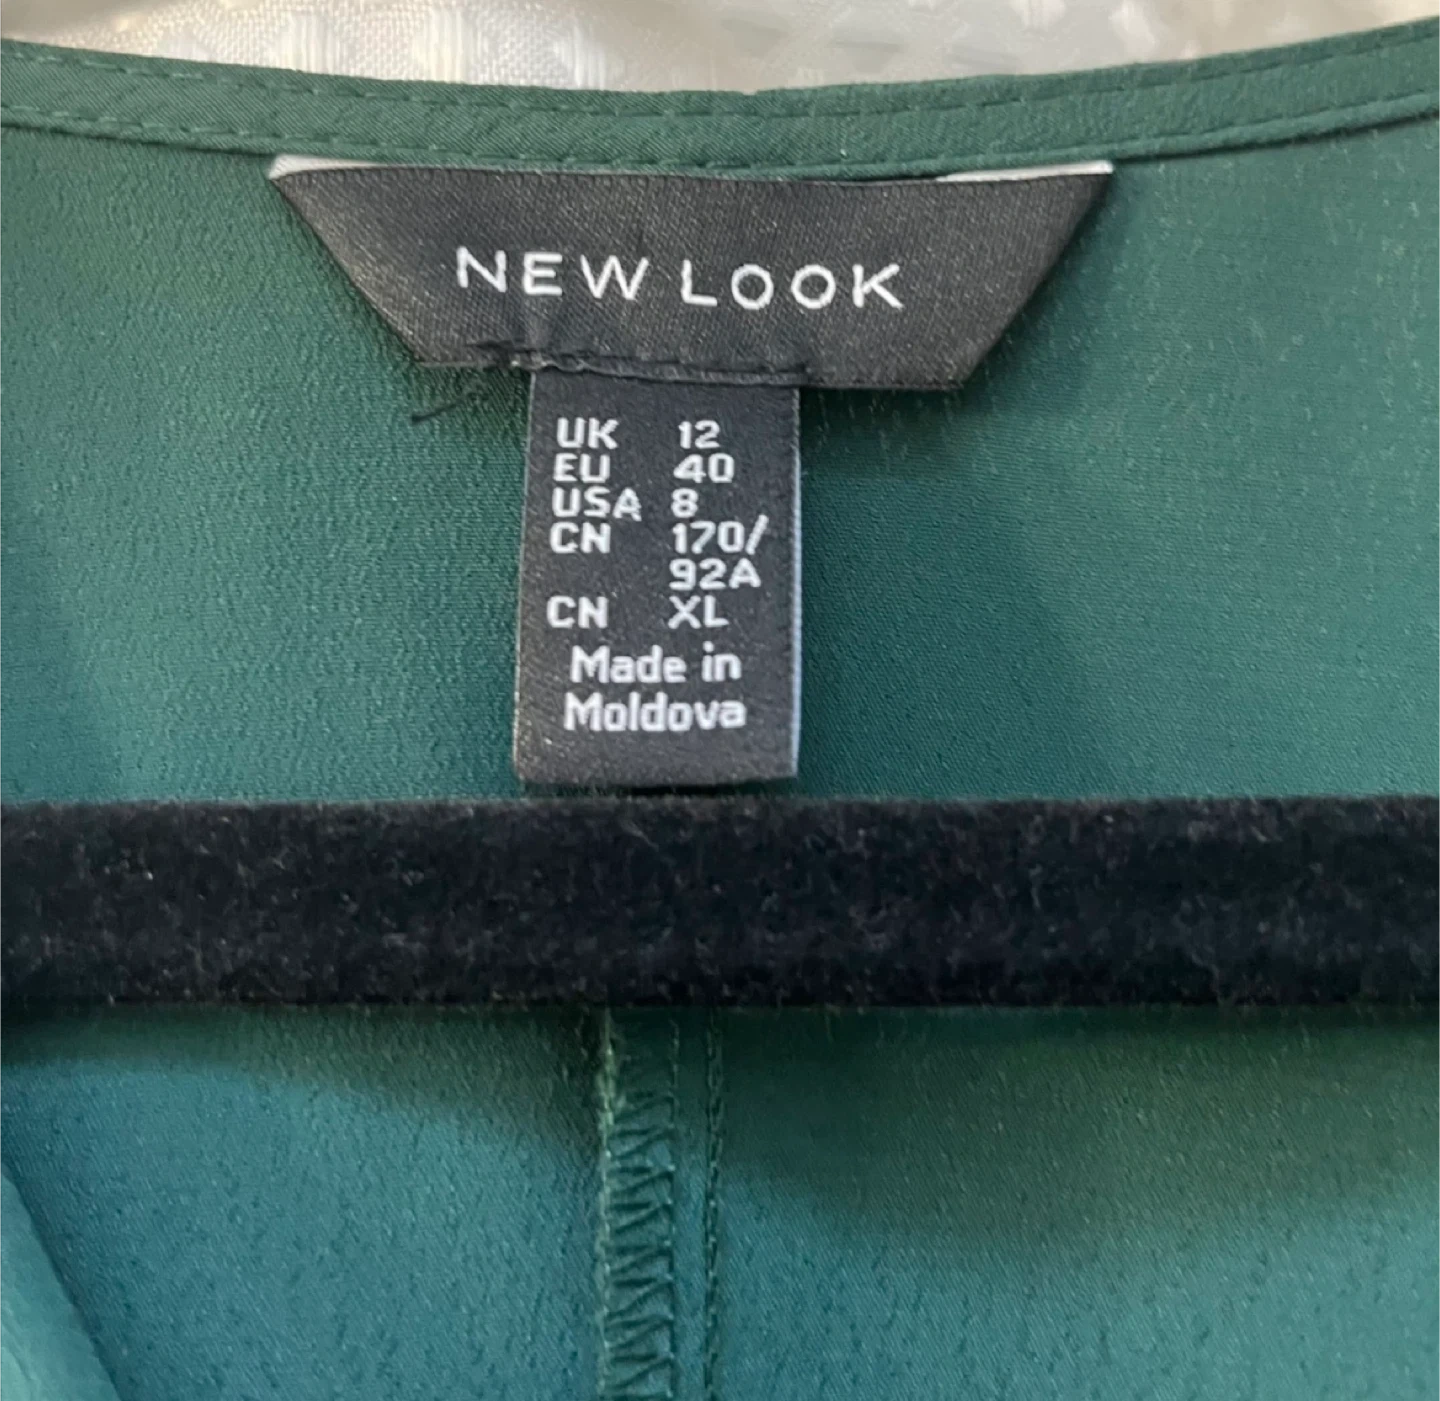 NEW LOOK
UK 12
EU 40
USA 8
CN 170/
92A
CN XL
Made in
Moldova